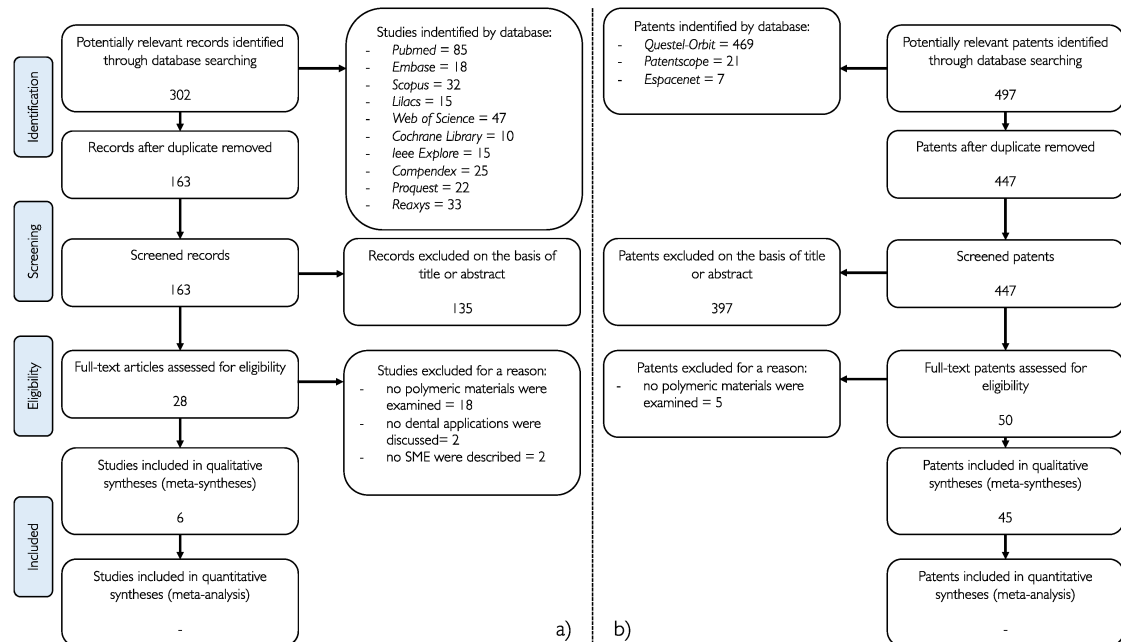 Identification
Potentially relevant records identified
through database searching
302
Records after duplicate removed
163
Studies indentified by database:
- Pubmed = 85
- Embase = 18
- Scopus = 32
- Lilacs = 15
- Web of Science = 47
- Cochrane Library = 10
- Ieee Explore = 15
- Compendex = 25
- Proquest = 22
- Reaxys = 33
Screening
Screened records
163
Records excluded on the basis of
title or abstract
135
Eligibility
Full-text articles assessed for eligibility
28
Studies excluded for a reason:
- no polymeric materials were
examined = 18
- no dental applications were
discussed= 2
- no SME were described = 2
Included
Studies included in qualitative
syntheses (meta-syntheses)
6
Studies included in quantitative
syntheses (meta-analysis)
-
a)
Patents indentified by database:
- Questel-Orbit = 469
- Patentscope = 21
- Espacenet = 7
Potentially relevant patents identified
through database searching
497
Patents after duplicate removed
447
Patents excluded on the basis of title
or abstract
397
Screened patents
447
Patents excluded for a reason:
- no polymeric materials were
examined = 5
Full-text patents assessed for
eligibility
50
Patents included in qualitative
syntheses (meta-syntheses)
45
Patents included in quantitative
syntheses (meta-analysis)
-
b)